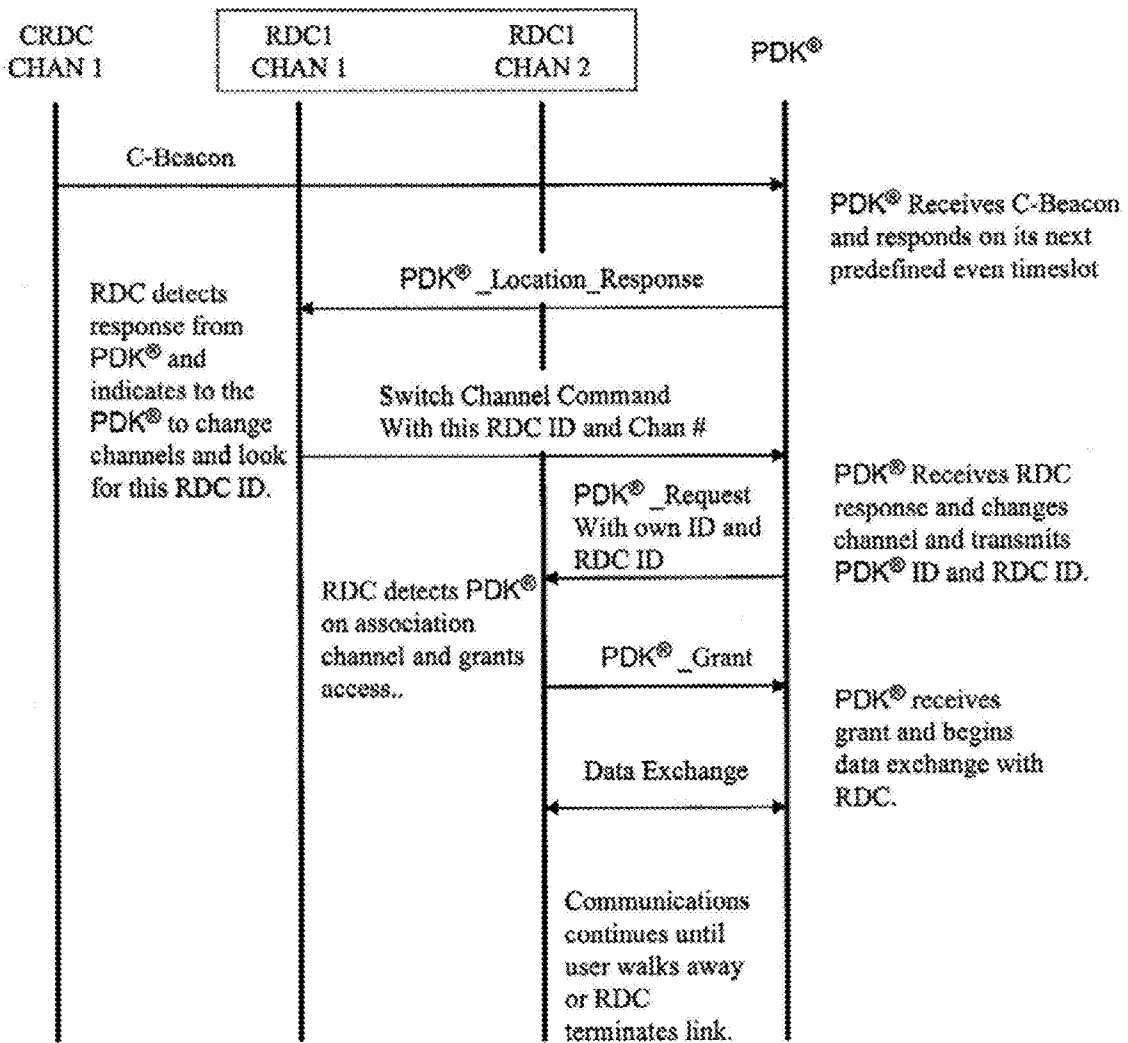 CRDC
CHAN 1
RDC1
CHAN 1
RDC1
CHAN 2
PDK®
C-Beacon
PDK® Receives C-Beacon
and responds on its next
predefined even timeslot
PDK® _Location_Response
RDC detects
response from
PDK® and
indicates to the
PDK® to change
channels and look
for this RDC ID.
Switch Channel Command
With this RDC ID and Chan #
PDK® Receives RDC
response and changes
channel and transmits
PDK® ID and RDC ID.
PDK® _Request
With own ID and
RDC ID
RDC detects PDK®
on association
channel and grants
access..
PDK® _Grant
PDK® receives
grant and begins
data exchange with
RDC.
Data Exchange
Communications
continues until
user walks away
or RDC
terminates link.